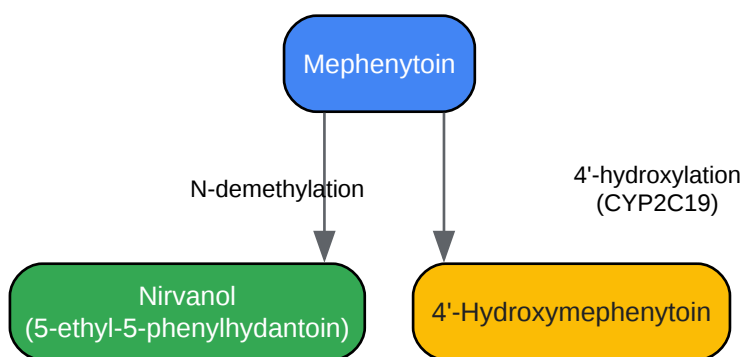 Mephenytoin
N-demethylation
4'-hydroxylation
(CYP2C19)
Nirvanol
(5-ethyl-5-phenylhydantoin)
4'-Hydroxymephenytoin